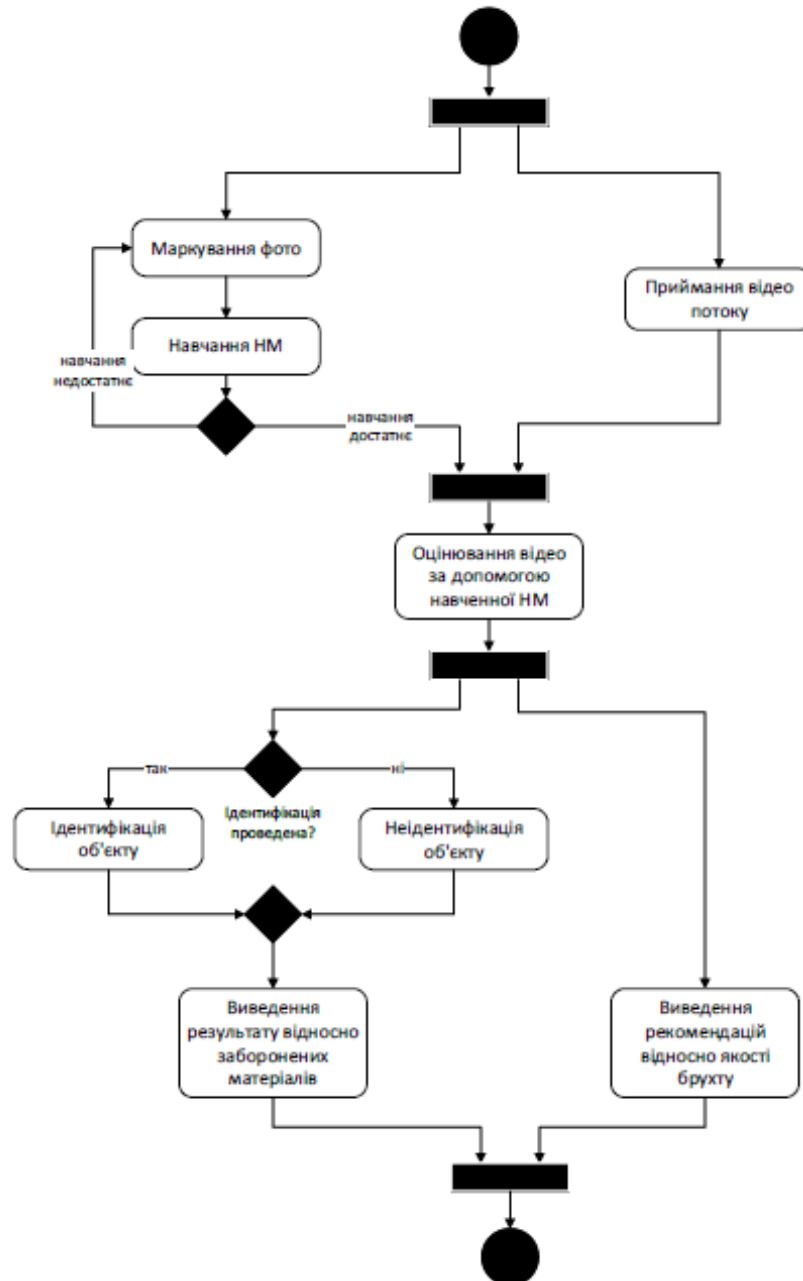 Маркування фото
Приймання відео
потоку
Навчання НМ
навчання
недостатнє
навчання
достатнє
Оцінювання відео
за допомогою
навченної НМ
так
ні
Ідентифікація
проведена?
Ідентифікація
об'єкту
Неідентифікація
об'єкту
Виведення
результату відносно
заборонених
матеріалів
Виведення
рекомендацій
відносно якості
брухту